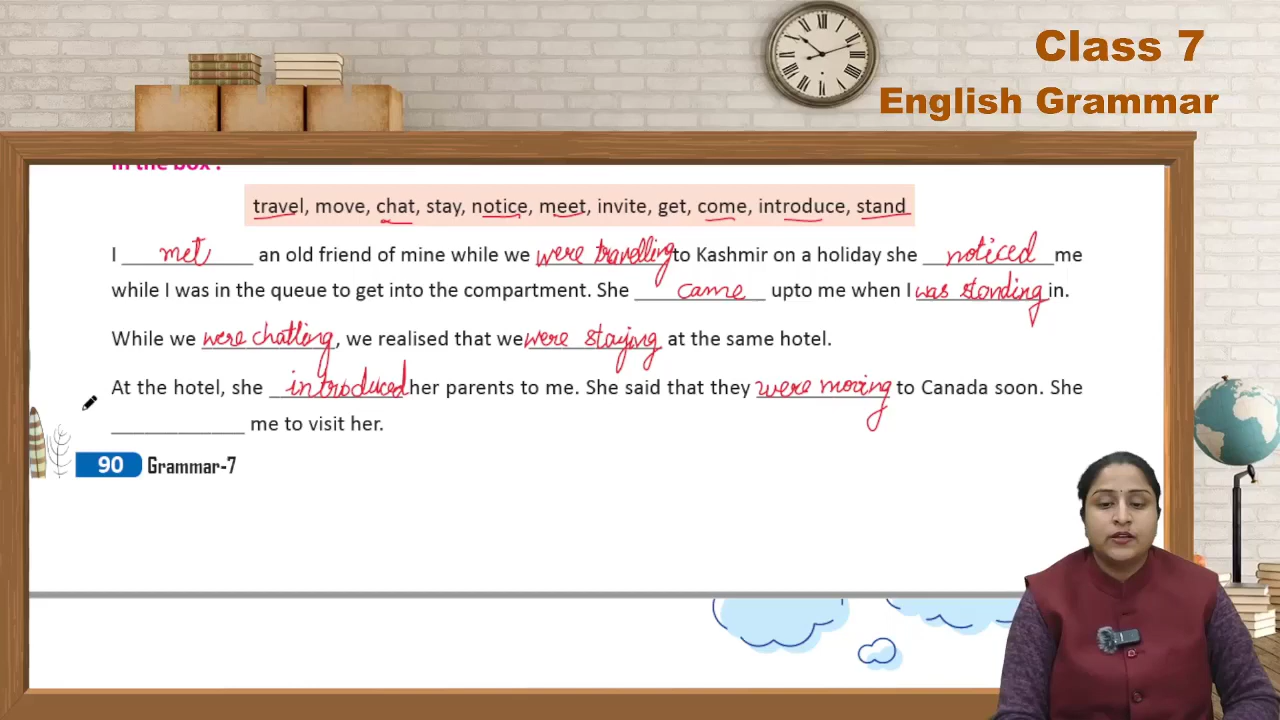 Class 7
English Grammar
in the box :
travel, move, chat, stay, notice, meet, invite, get, come, introduce, stand
I met an old friend of mine while we were travelling to Kashmir on a holiday she noticed me
while I was in the queue to get into the compartment. She came upto me when I was standing in.
While we were chatting, we realised that we were staying at the same hotel.
At the hotel, she introduced her parents to me. She said that they were moving to Canada soon. She
____________ me to visit her.
90 Grammar-7